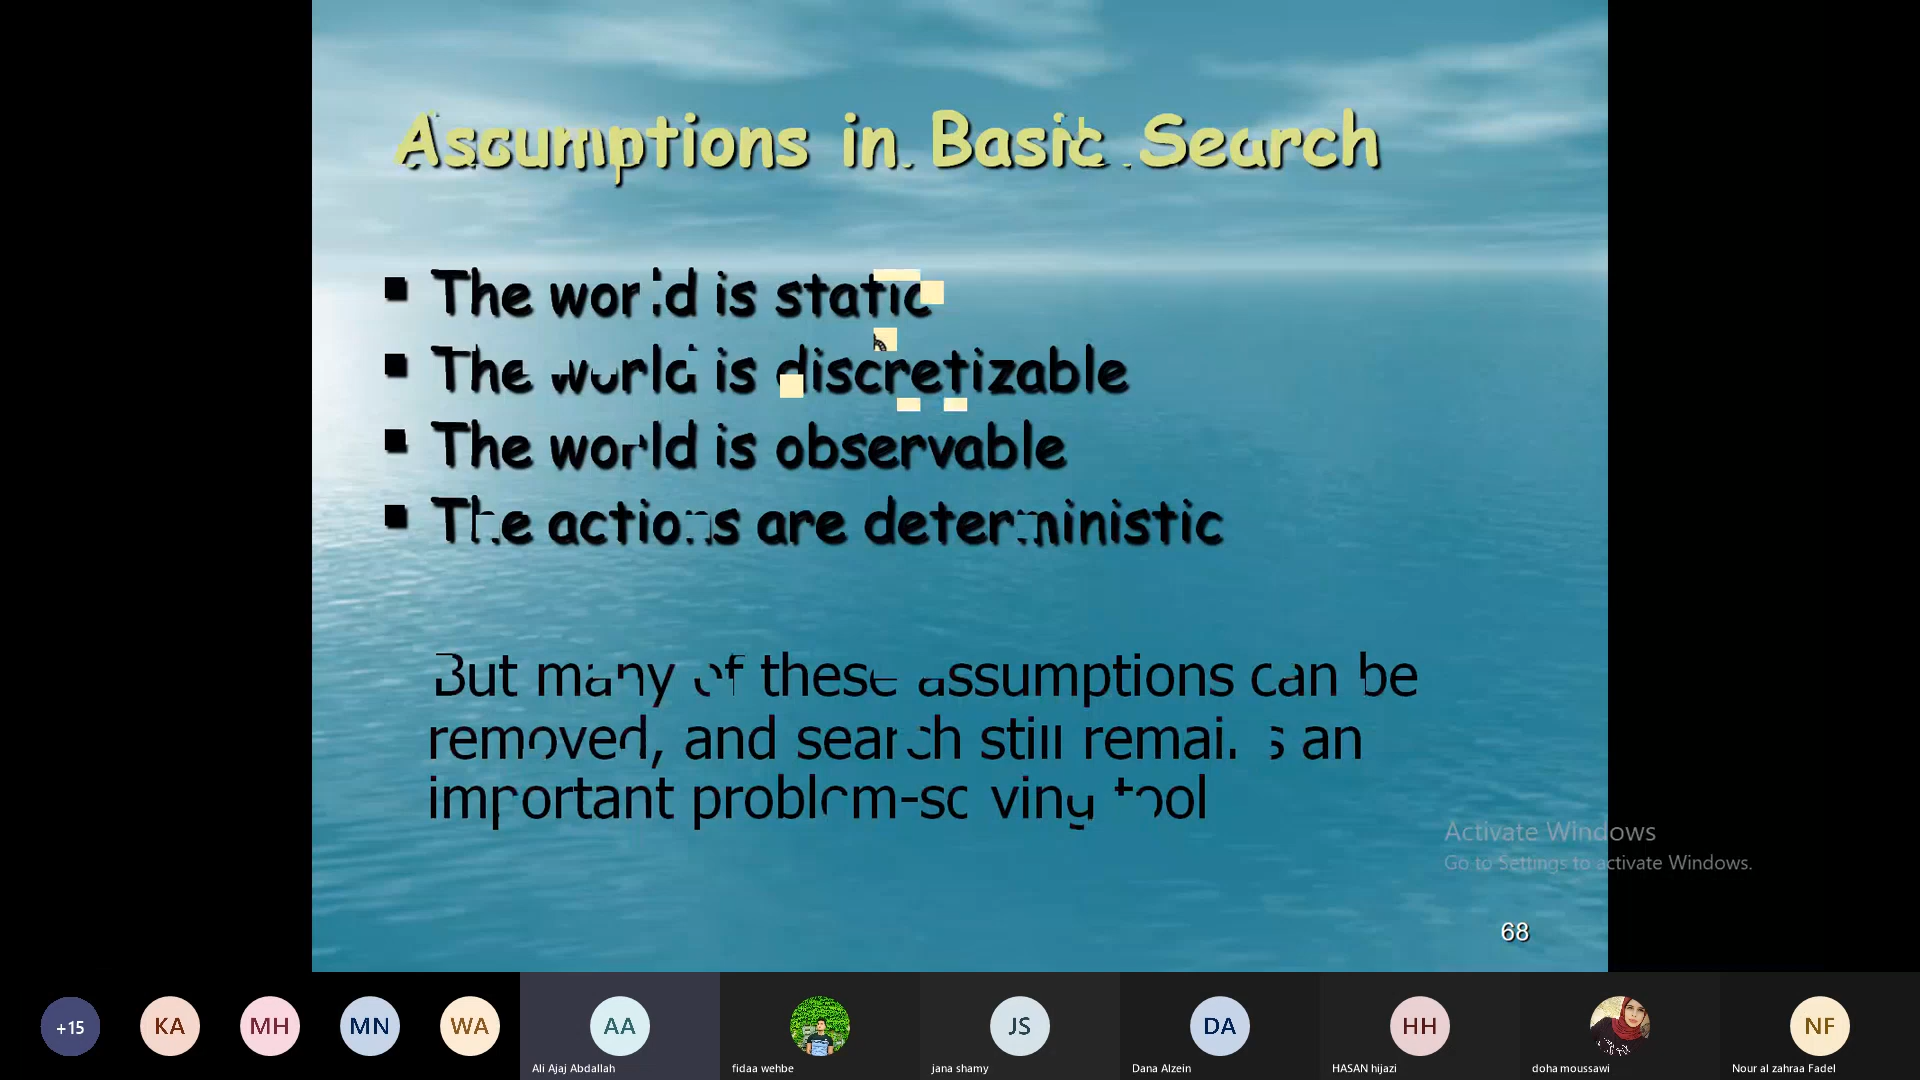 Assumptions in Basic Search
▪ The world is static
▪ The world is discretizable
▪ The world is observable
▪ The actions are deterministic
But many of these assumptions can be
removed, and search still remains an
important problem-solving tool
Activate Windows
Go to Settings to activate Windows.
68
+15
KA
MH
MN
WA
AA
JS
DA
HH
NF
Ali Ajaj Abdallah
fidaa wehbe
jana shamy
Dana Alzein
HASAN hijazi
doha moussawi
Nour al zahraa Fadel